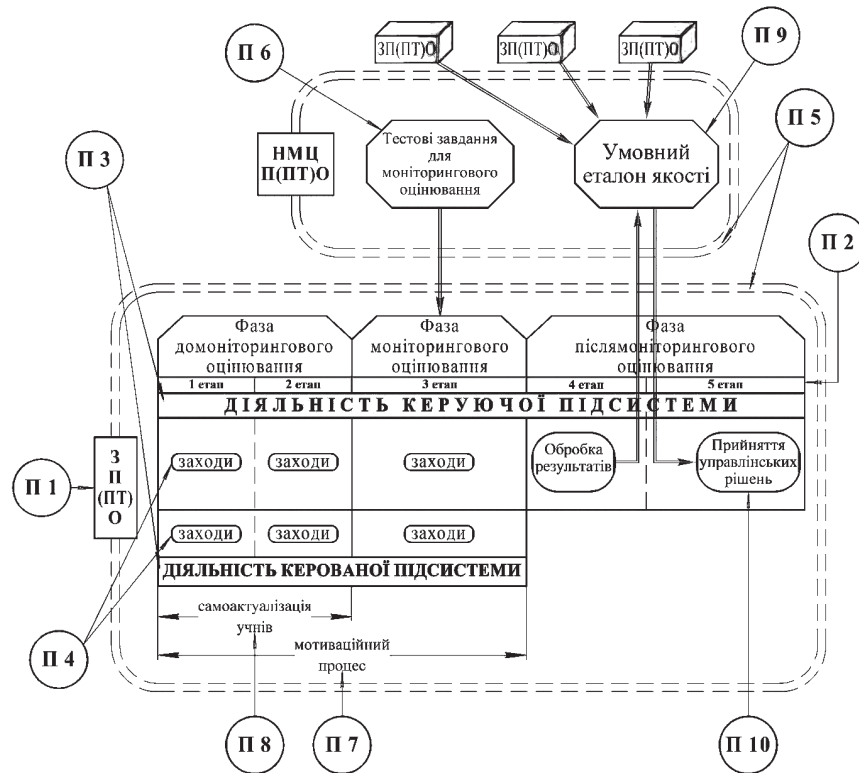 ЗП(ПТ)О
ЗП(ПТ)О
ЗП(ПТ)О
П 6
П 9
П 5
П 3
НМЦ
П(ПТ)О
Тестові завдання
для
моніторингового
оцінювання
Умовний
еталон якості
П 2
Фаза
домоніторингового
оцінювання
Фаза
моніторингового
оцінювання
Фаза
післямоніторингового
оцінювання
1 етап
2 етап
3 етап
4 етап
5 етап
ДІЯЛЬНІСТЬ КЕРУЮЧОЇ ПІДСИСТЕМИ
П 1
З
П
(ПТ)
О
заходи
заходи
заходи
Обробка
результатів
Прийняття
управлінських
рішень
заходи
заходи
заходи
ДІЯЛЬНІСТЬ КЕРОВАНОЇ ПІДСИСТЕМИ
самоактуалізація
учнів
П 4
мотиваційний
процес
П 8
П 7
П 10